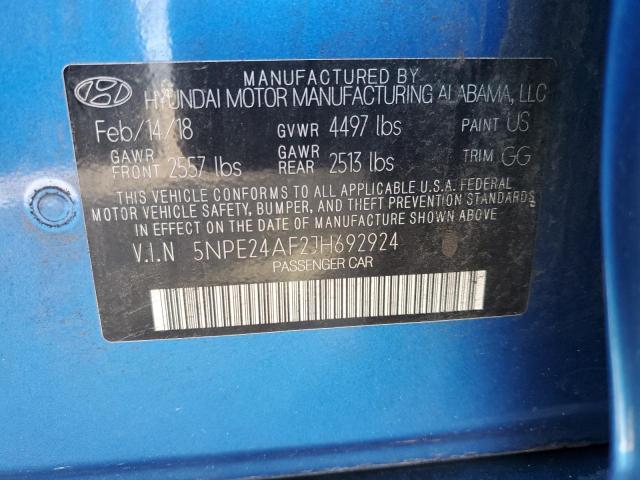 MANUFACTURED BY
HYUNDAI MOTOR MANUFACTURING ALABAMA, LLC
Feb/14/18 GVWR 4497 lbs PAINT US
GAWR FRONT 2557 lbs GAWR REAR 2513 lbs TRIM GG
THIS VEHICLE CONFORMS TO ALL APPLICABLE U.S.A. FEDERAL
MOTOR VEHICLE SAFETY, BUMPER, AND THEFT PREVENTION STANDARDS
IN EFFECT ON THE DATE OF MANUFACTURE SHOWN ABOVE.
V.I.N 5NPE24AF2JH692924
PASSENGER CAR